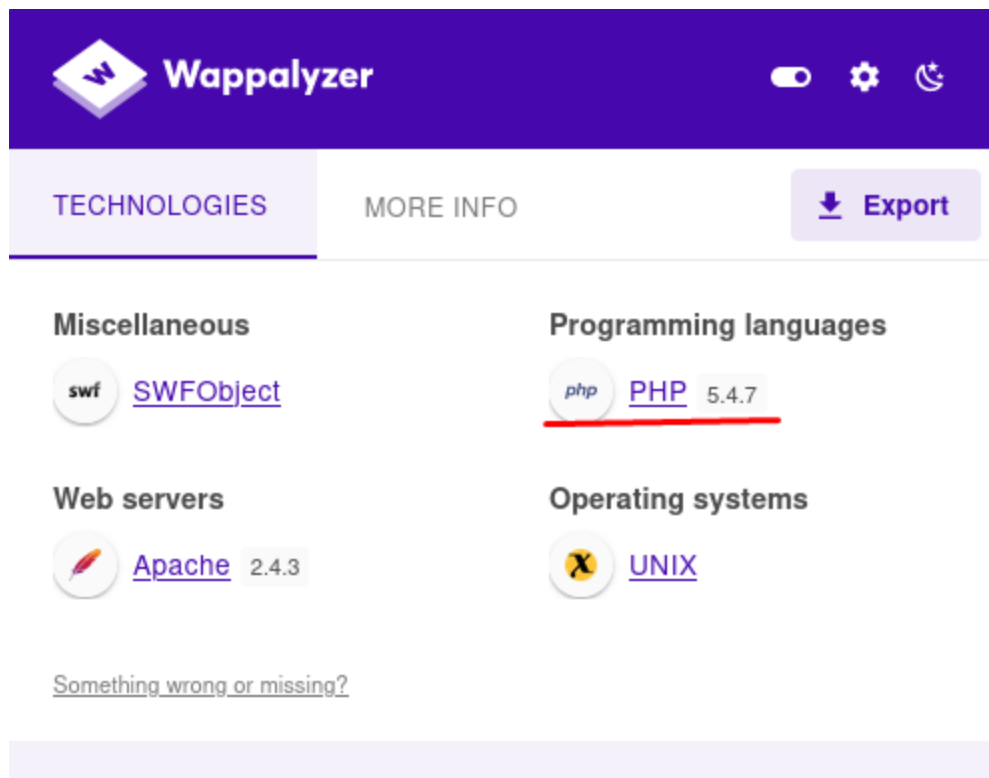 Wappalyzer
TECHNOLOGIES
MORE INFO
Export
Miscellaneous
swf SWFObject
Programming languages
php PHP 5.4.7
Web servers
Apache 2.4.3
Operating systems
X UNIX
Something wrong or missing?